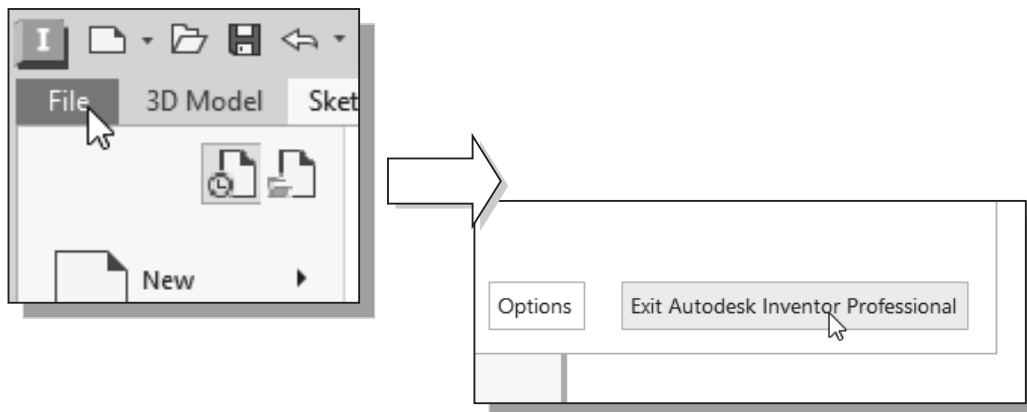 I
File 3D Model Sket
New
Options Exit Autodesk Inventor Professional